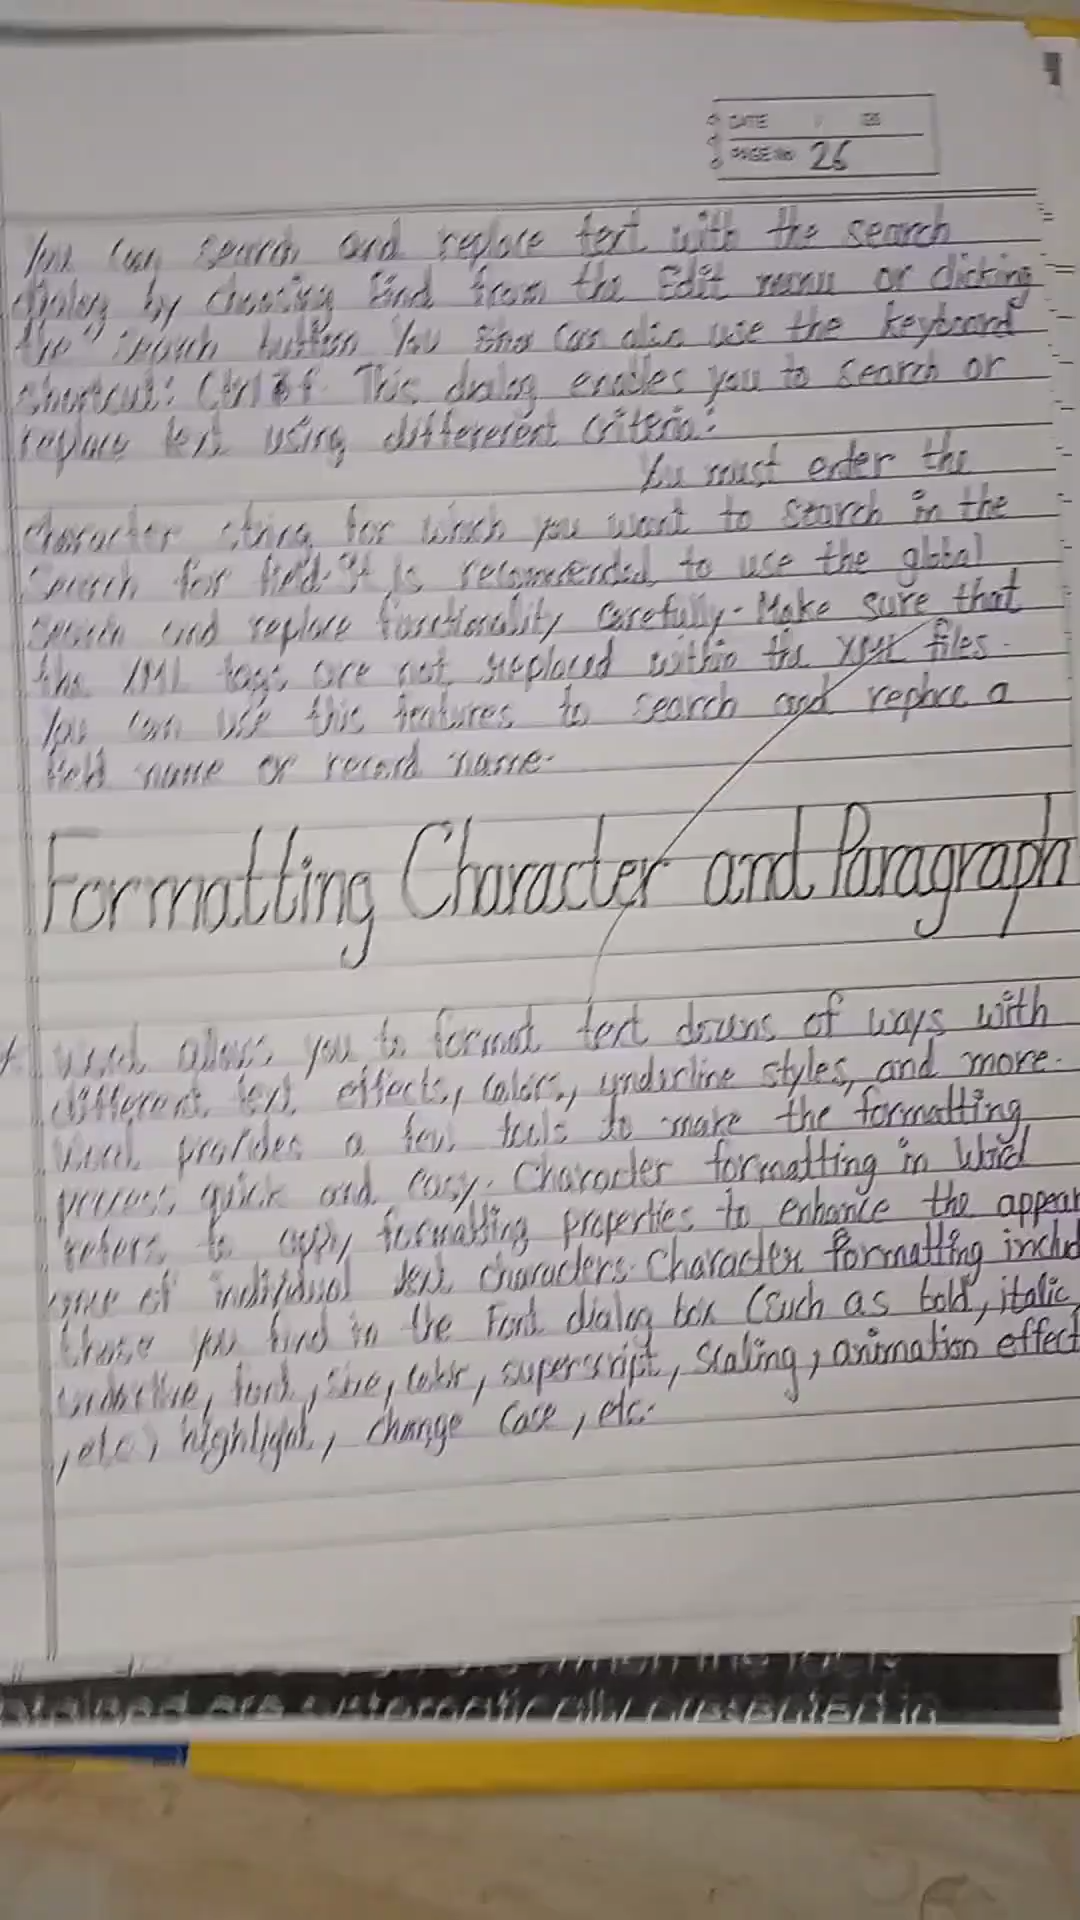 DATE
PAGE No 26
You can search and replace text with the search
dialog by choosing Find from the Edit menu or clicking
the search button You can also use the keyboard
shortcut: Ctrl F. This dialog enables you to search or
replace text using differerent criteria:
You must enter the
character string for which you want to search in the
Search for field. It is recommended to use the global
search and replace functionality carefully. Make sure that
the XML tags are not replaced within the XML files.
You can use this features to search and replace a
field name or record name.
Formatting Character and Paragraph
Word allows you to format text dozens of ways with
different text effects, colors, underline styles, and more.
Word provides a few tools to make the formatting
process quick and easy. Character formatting in Word
refers to apply formatting properties to enhance the appear
ance of individual text characters. Character formatting includ
those you find in the Font dialog box (such as bold, italic,
underline, font, size, color, superscript, scaling, animation effect
, etc) highlight, change case, etc.
are systematically presented in